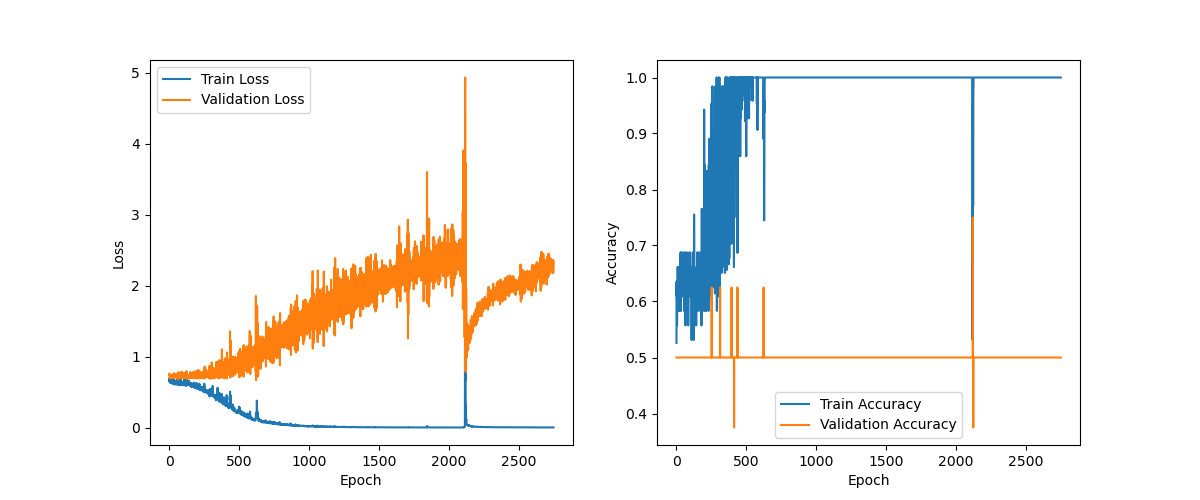 Train Loss
Validation Loss
5
4
3
2
1
0
Loss
0 500 1000 1500 2000 2500
Epoch
1.0
0.9
0.8
0.7
0.6
0.5
0.4
Accuracy
Train Accuracy
Validation Accuracy
0 500 1000 1500 2000 2500
Epoch